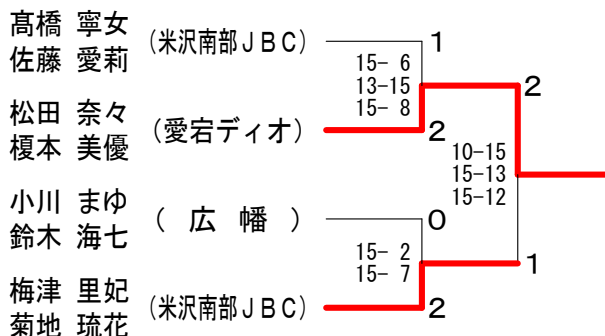 髙橋 寧女
佐藤 愛莉
(米沢南部JBC)
1
15- 6
13-15
15- 8
2
松田 奈々
榎本 美優
(愛宕ディオ)
2
10-15
15-13
15-12
小川 まゆ
鈴木 海七
( 広 幡 )
0
15- 2
15- 7
1
梅津 里妃
菊地 琉花
(米沢南部JBC)
2